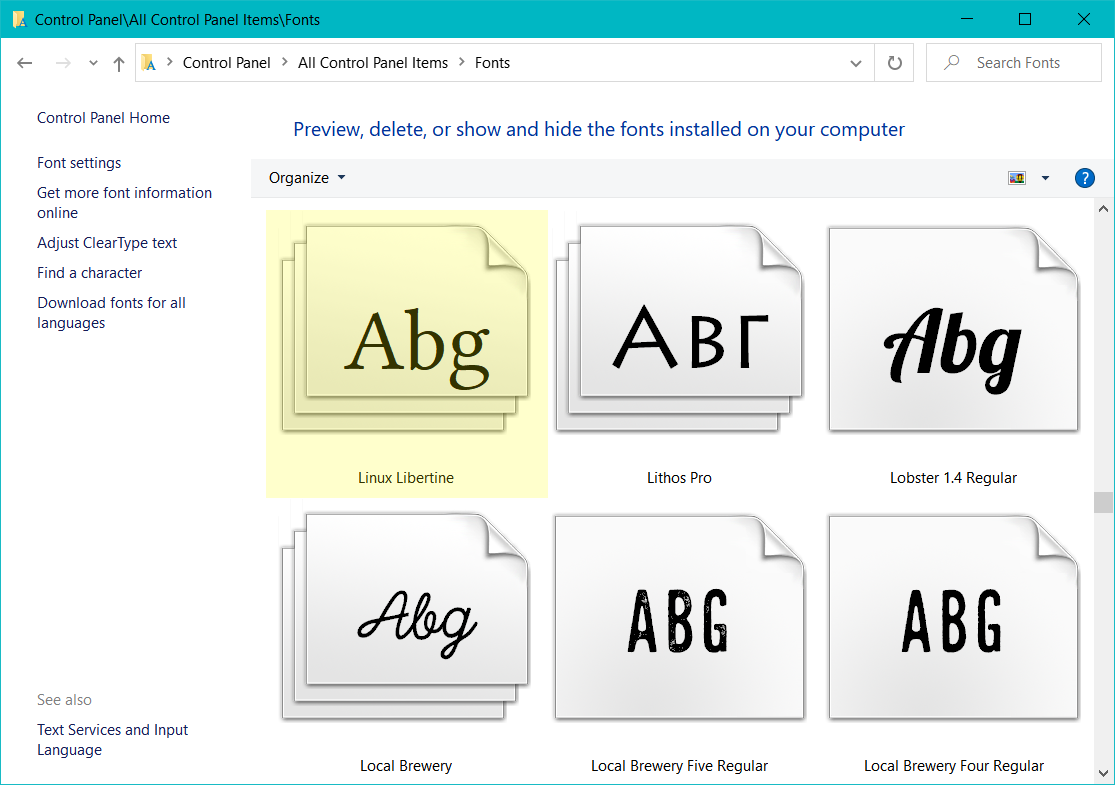 Control Panel\All Control Panel Items\Fonts
Control Panel > All Control Panel Items > Fonts
Search Fonts
Control Panel Home
Font settings
Get more font information
online
Adjust ClearType text
Find a character
Download fonts for all
languages
See also
Text Services and Input
Language
Preview, delete, or show and hide the fonts installed on your computer
Organize
?
Abg
Linux Libertine
Авг
Lithos Pro
Abg
Lobster 1.4 Regular
Abg
Local Brewery
ABG
Local Brewery Five Regular
ABG
Local Brewery Four Regular